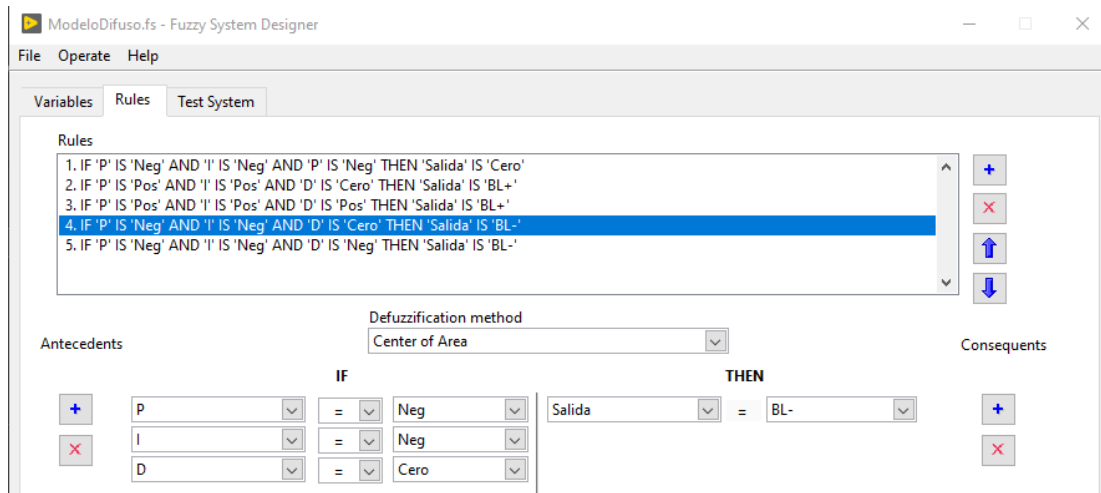 ModeloDifuso.fs - Fuzzy System Designer
File Operate Help
Variables Rules Test System
Rules
1. IF 'P' IS 'Neg' AND 'I' IS 'Neg' AND 'P' IS 'Neg' THEN 'Salida' IS 'Cero'
2. IF 'P' IS 'Pos' AND 'I' IS 'Pos' AND 'D' IS 'Cero' THEN 'Salida' IS 'BL+'
3. IF 'P' IS 'Pos' AND 'I' IS 'Pos' AND 'D' IS 'Pos' THEN 'Salida' IS 'BL+'
4. IF 'P' IS 'Neg' AND 'I' IS 'Neg' AND 'D' IS 'Cero' THEN 'Salida' IS 'BL-'
5. IF 'P' IS 'Neg' AND 'I' IS 'Neg' AND 'D' IS 'Neg' THEN 'Salida' IS 'BL-'
Defuzzification method
Antecedents Center of Area Consequents
IF THEN
P = Neg Salida = BL-
I = Neg
D = Cero